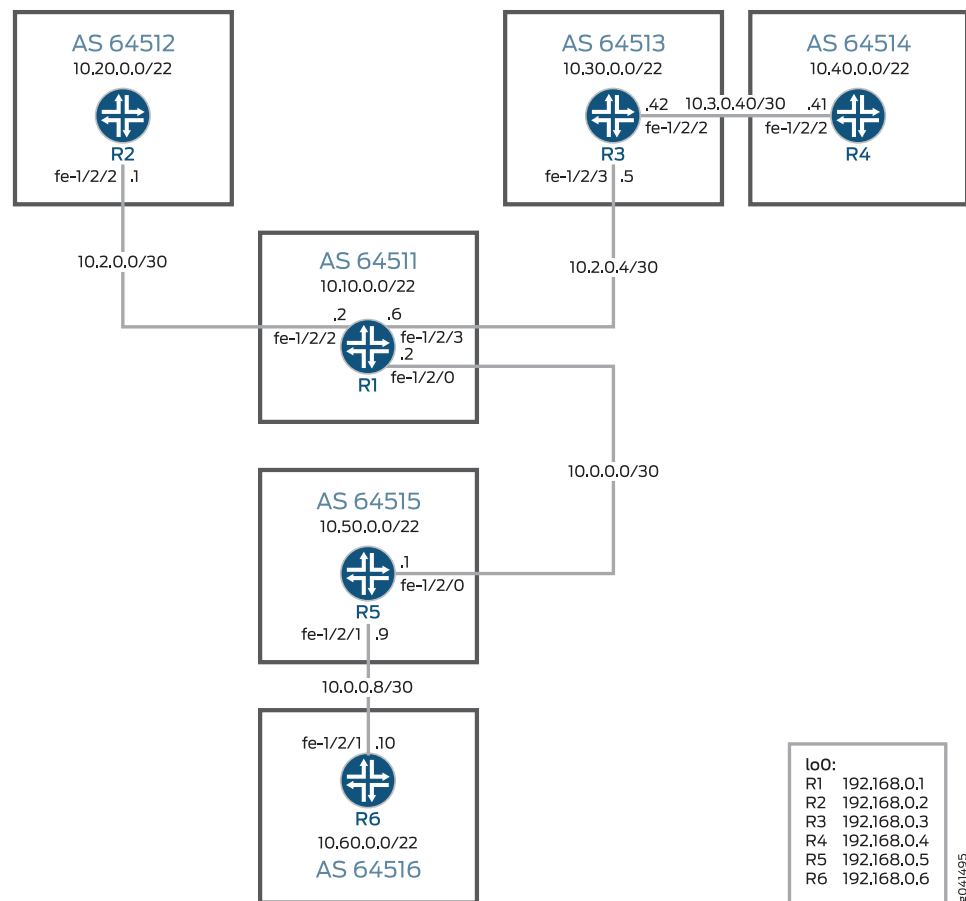 AS 64512
10.20.0.0/22
R2
fe-1/2/2 .1
10.2.0.0/30
AS 64513
10.30.0.0/22
.42
fe-1/2/2
R3
fe-1/2/3 .5
10.3.0.40/30
AS 64514
10.40.0.0/22
.41
fe-1/2/2
R4
10.2.0.4/30
AS 64511
10.10.0.0/22
.2
fe-1/2/2
.6
fe-1/2/3
.2
fe-1/2/0
R1
10.0.0.0/30
AS 64515
10.50.0.0/22
.1
fe-1/2/0
R5
fe-1/2/1 .9
10.0.0.8/30
fe-1/2/1 .10
R6
10.60.0.0/22
AS 64516
lo0:
R1 192.168.0.1
R2 192.168.0.2
R3 192.168.0.3
R4 192.168.0.4
R5 192.168.0.5
R6 192.168.0.6
g041495